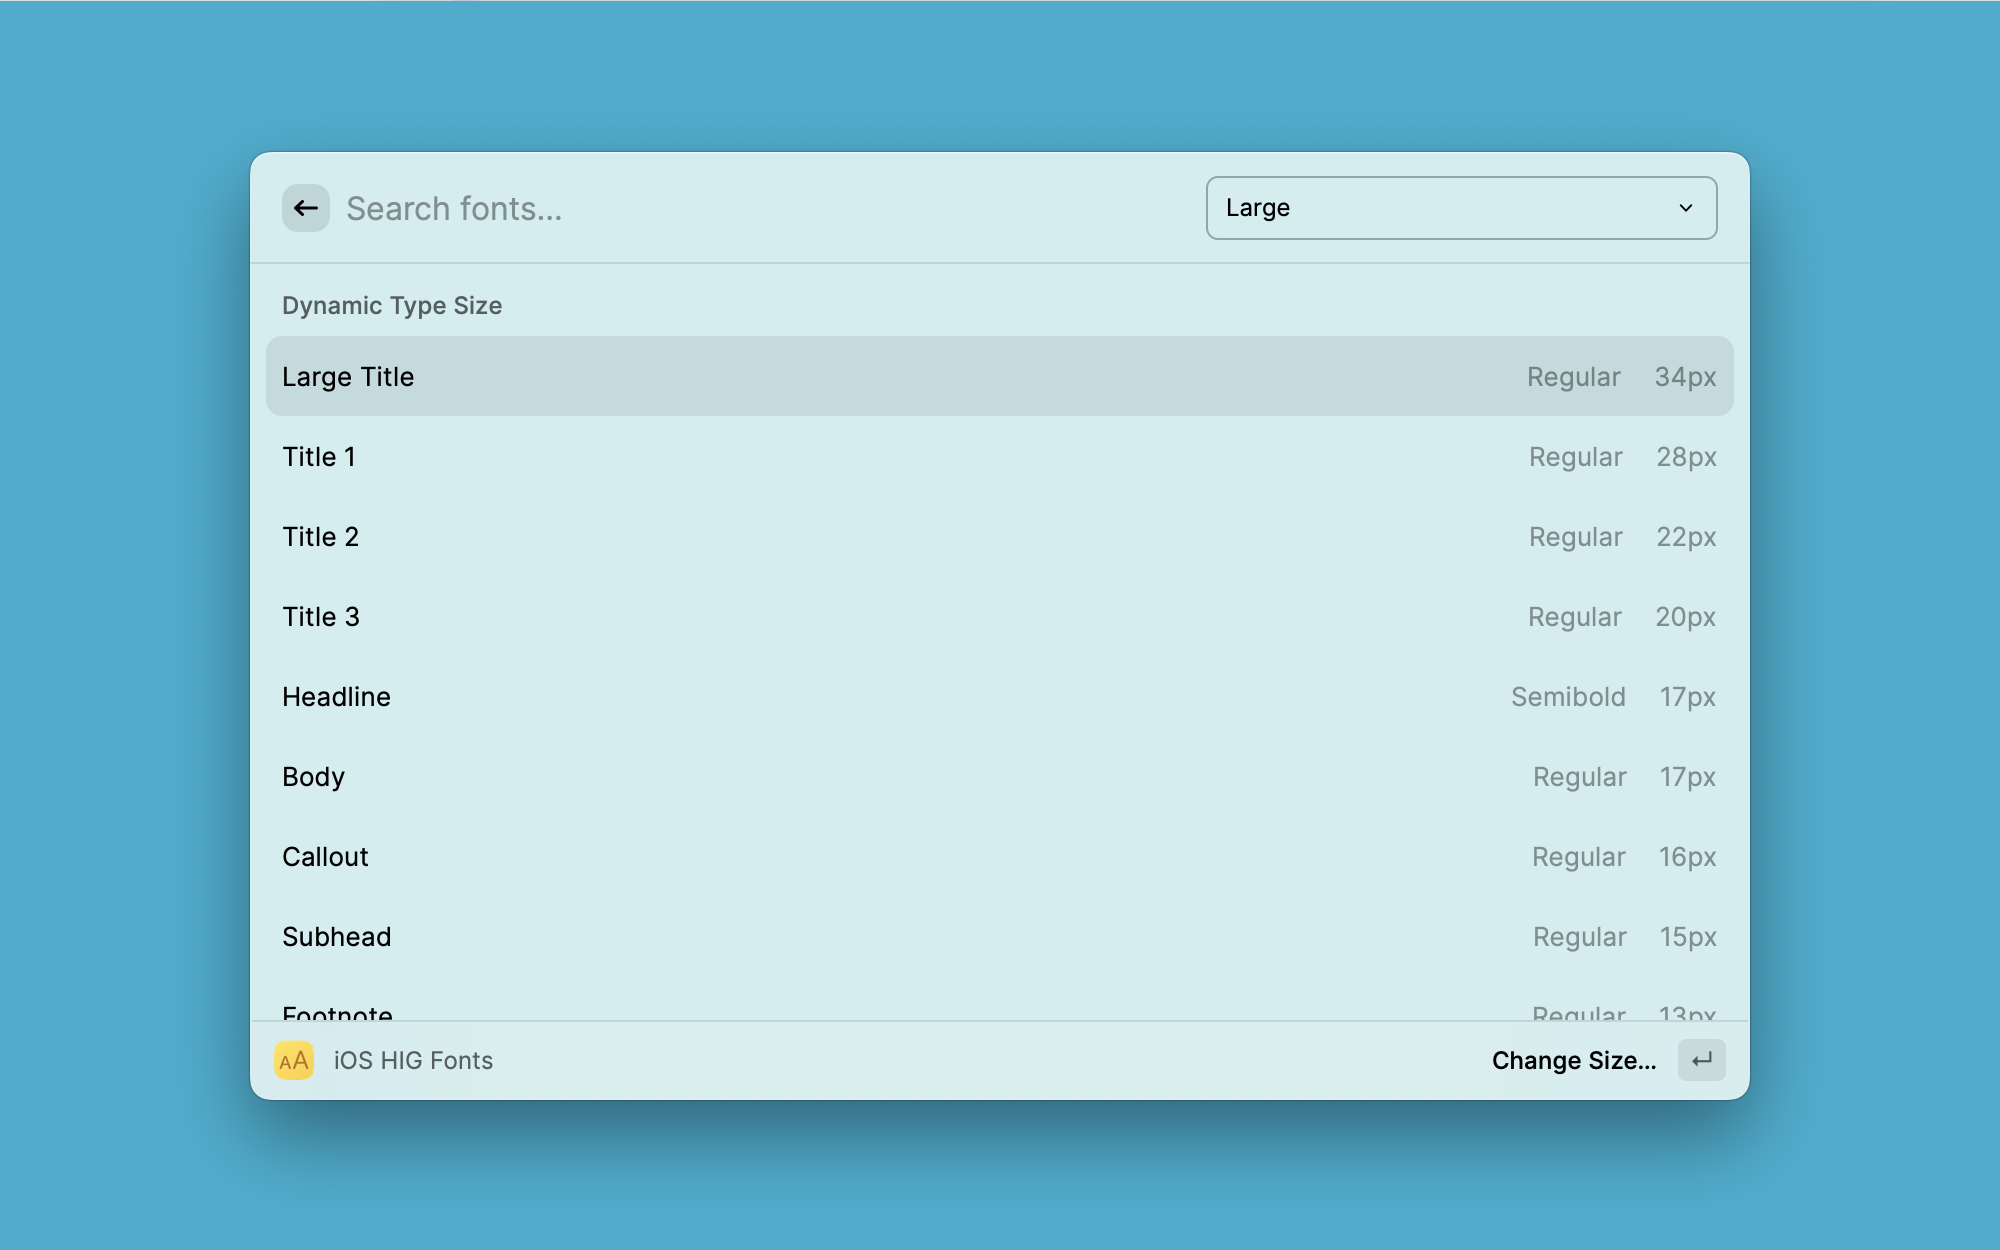 Search fonts...
Large
Dynamic Type Size
Large Title Regular 34px
Title 1 Regular 28px
Title 2 Regular 22px
Title 3 Regular 20px
Headline Semibold 17px
Body Regular 17px
Callout Regular 16px
Subhead Regular 15px
Footnote Regular 13px
AA iOS HIG Fonts Change Size...